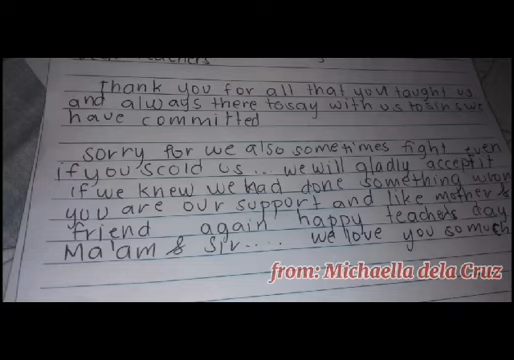 Dear Teachers
Thank you for all that you taught us
and always there to say with us to sins we
have committed
sorry for we also sometimes fight even
if you scold us... we will gladly accept it
if we knew we had done something wrong
you are our support and like mother &
friend again happy teachers day
Ma'am & Sir.... we love you so much
from: Michaella dela Cruz